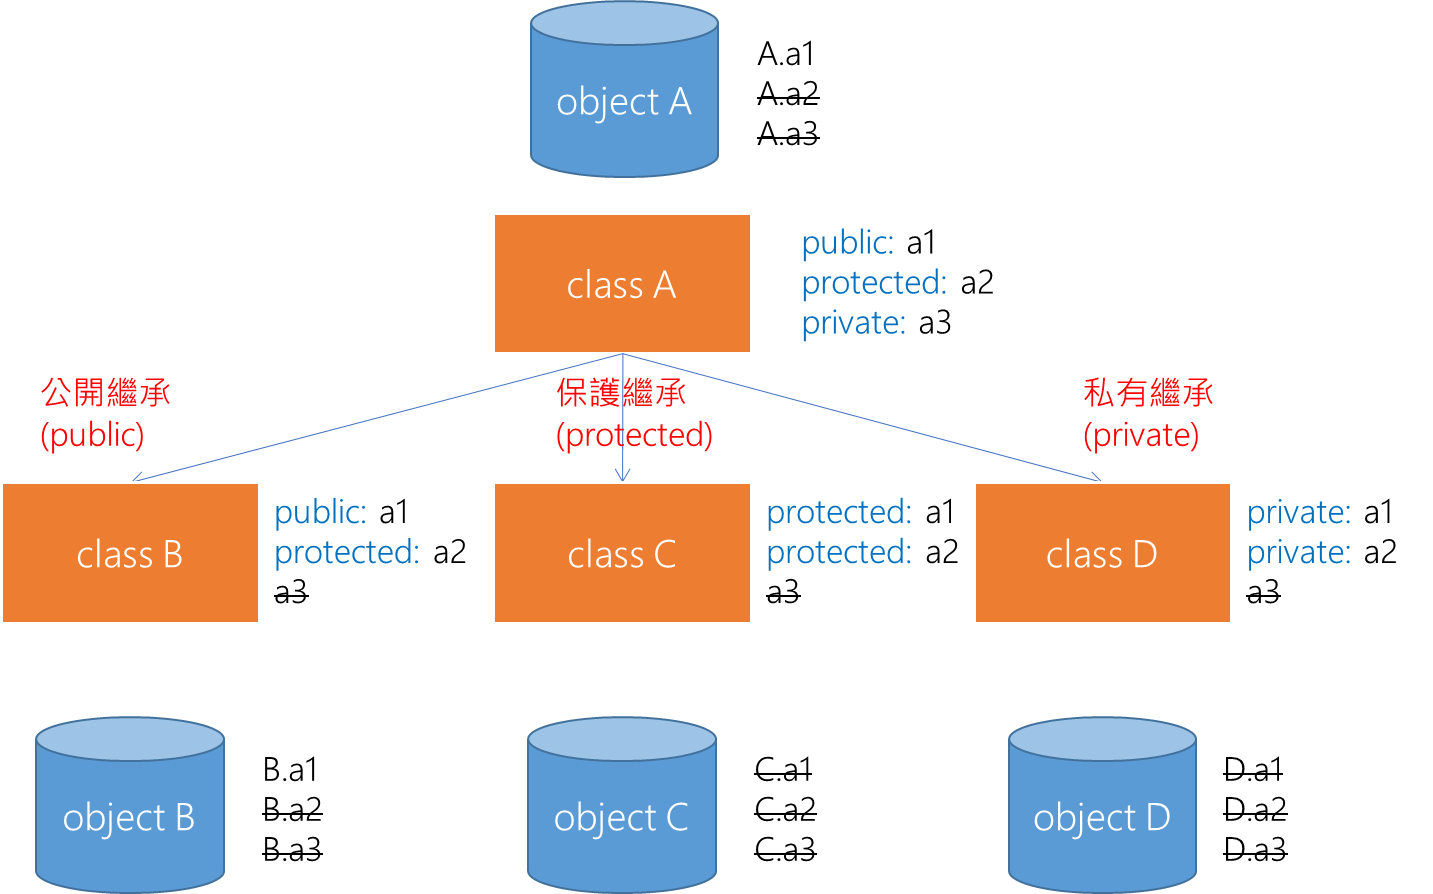 object A
A.a1
A.a2
A.a3
class A
public: a1
protected: a2
private: a3
公開繼承
(public)
保護繼承
(protected)
私有繼承
(private)
class B
public: a1
protected: a2
a3
class C
protected: a1
protected: a2
a3
class D
private: a1
private: a2
a3
object B
B.a1
B.a2
B.a3
object C
C.a1
C.a2
C.a3
object D
D.a1
D.a2
D.a3